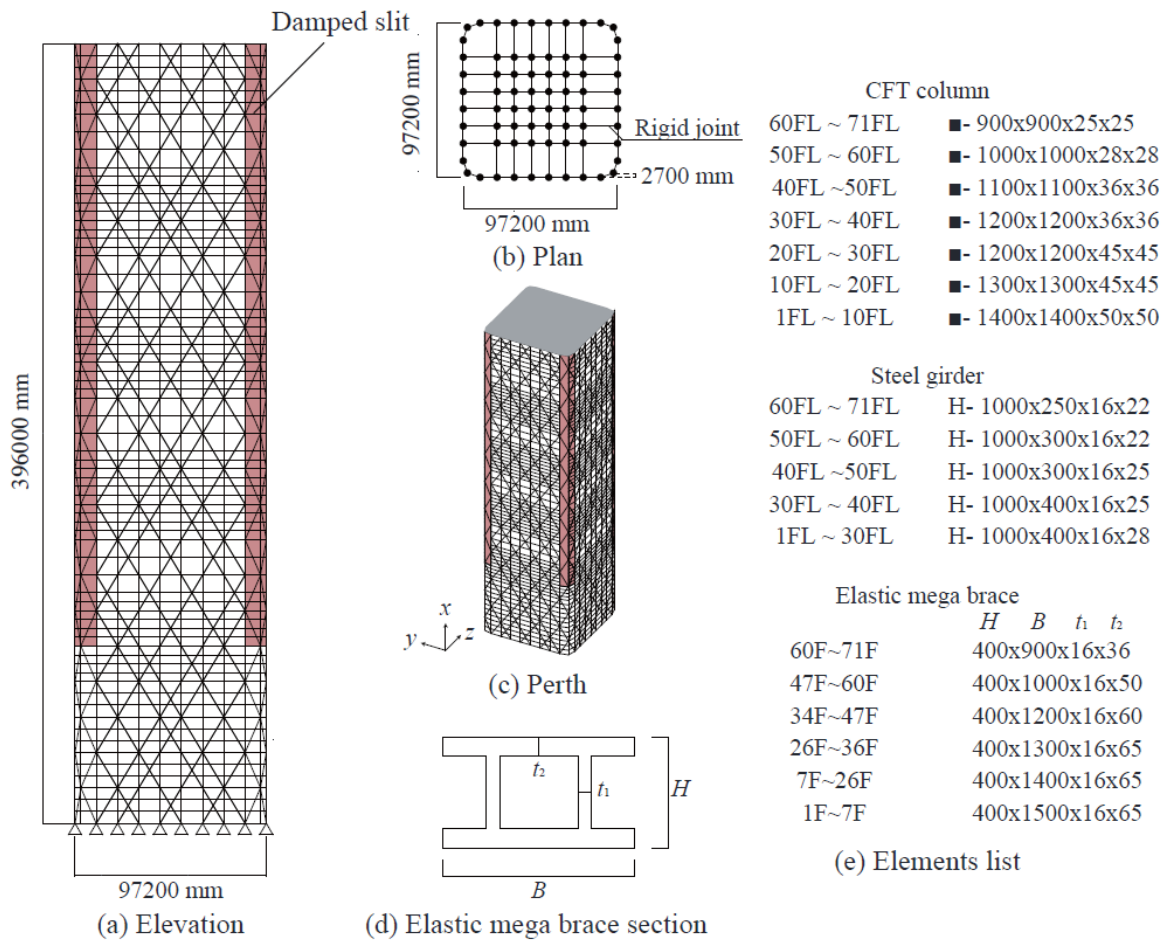 Damped slit
396000 mm
97200 mm
(a) Elevation
97200 mm
Rigid joint
2700 mm
97200 mm
(b) Plan
x
y
z
(c) Perth
t₂
t₁
H
B
(d) Elastic mega brace section
CFT column
60FL ~ 71FL ■- 900x900x25x25
50FL ~ 60FL ■- 1000x1000x28x28
40FL ~50FL ■- 1100x1100x36x36
30FL ~ 40FL ■- 1200x1200x36x36
20FL ~ 30FL ■- 1200x1200x45x45
10FL ~ 20FL ■- 1300x1300x45x45
1FL ~ 10FL ■- 1400x1400x50x50
Steel girder
60FL ~ 71FL H- 1000x250x16x22
50FL ~ 60FL H- 1000x300x16x22
40FL ~50FL H- 1000x300x16x25
30FL ~ 40FL H- 1000x400x16x25
1FL ~ 30FL H- 1000x400x16x28
Elastic mega brace
H B t₁ t₂
60F~71F 400x900x16x36
47F~60F 400x1000x16x50
34F~47F 400x1200x16x60
26F~36F 400x1300x16x65
7F~26F 400x1400x16x65
1F~7F 400x1500x16x65
(e) Elements list